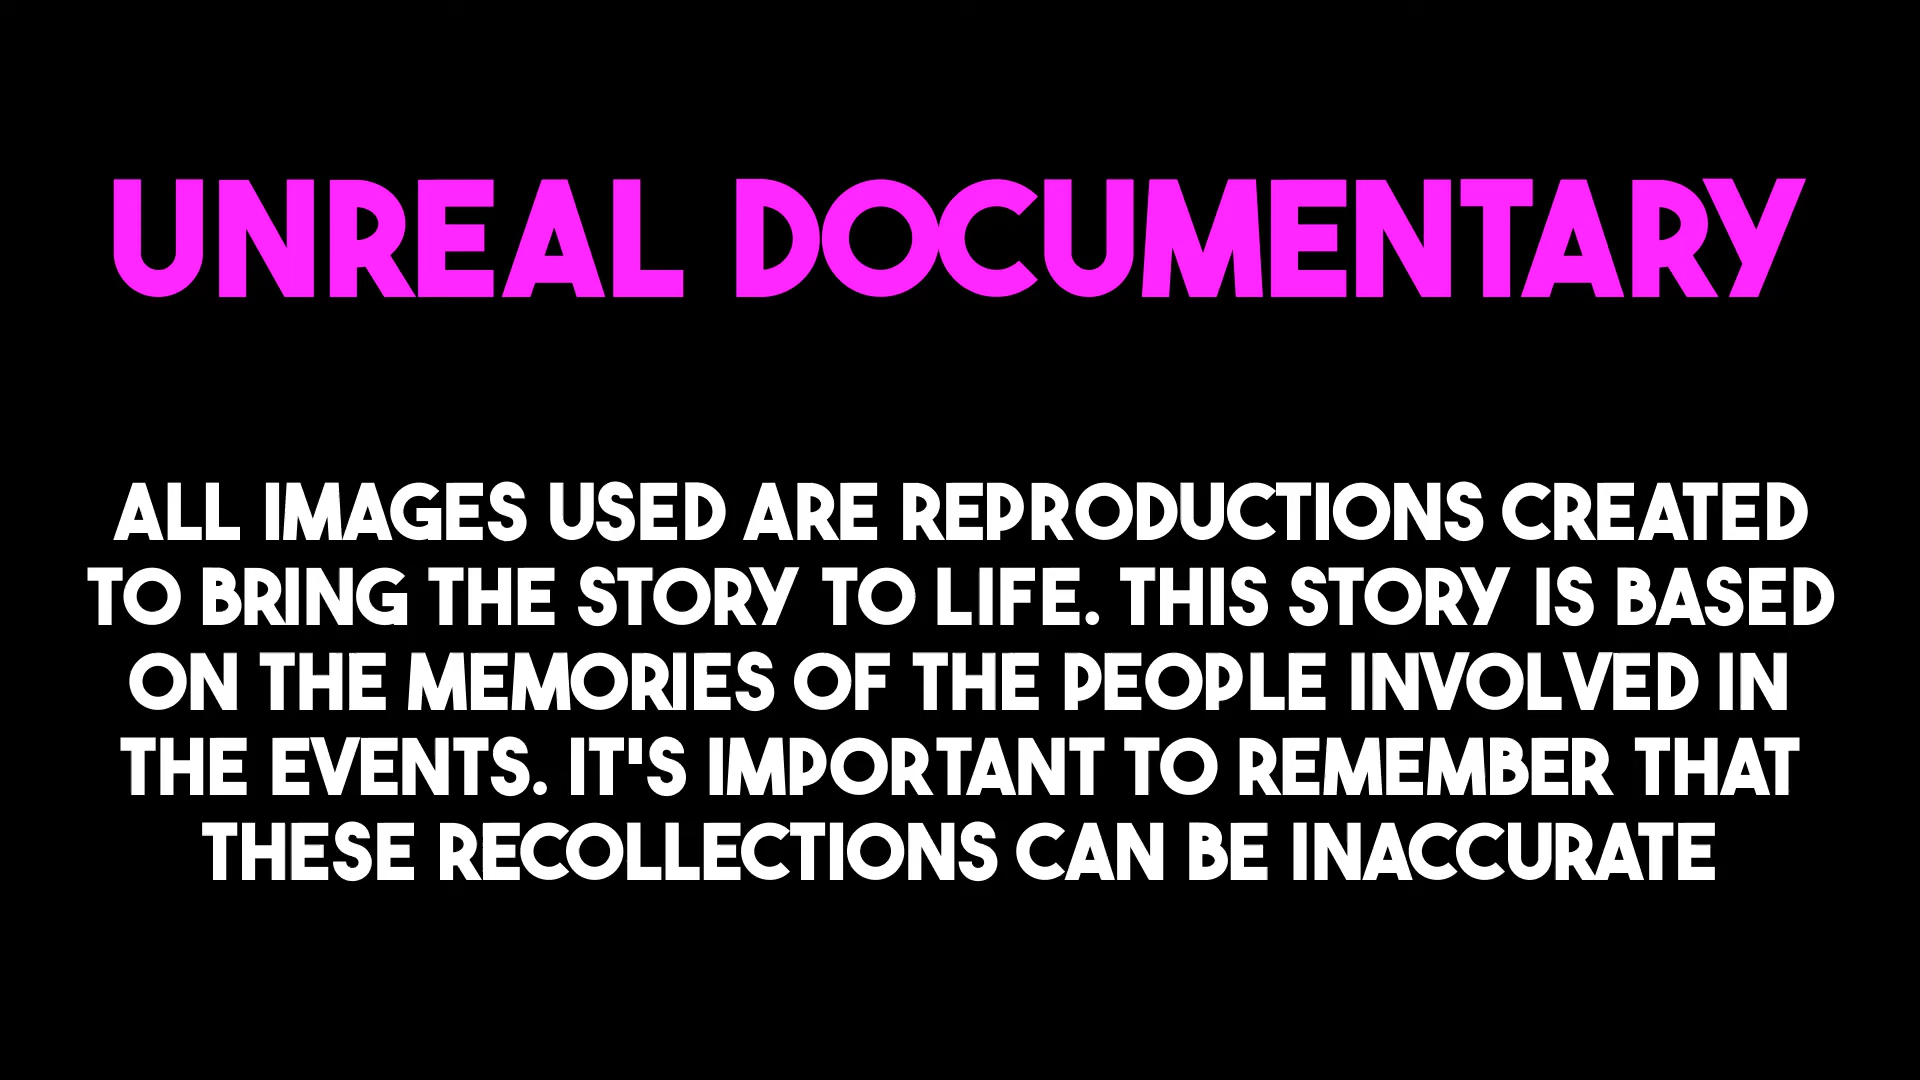 UNREAL DOCUMENTARY
ALL IMAGES USED ARE REPRODUCTIONS CREATED
TO BRING THE STORY TO LIFE. THIS STORY IS BASED
ON THE MEMORIES OF THE PEOPLE INVOLVED IN
THE EVENTS. IT'S IMPORTANT TO REMEMBER THAT
THESE RECOLLECTIONS CAN BE INACCURATE